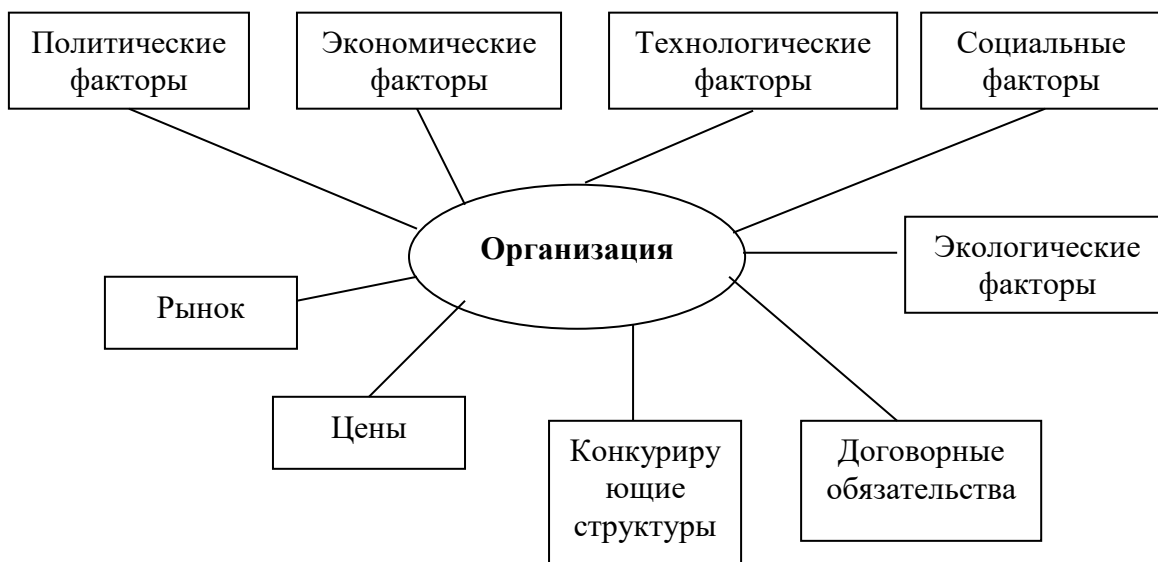 Политические
факторы
Экономические
факторы
Технологические
факторы
Социальные
факторы
Организация
Экологические
факторы
Рынок
Цены
Конкуриру
ющие
структуры
Договорные
обязательства